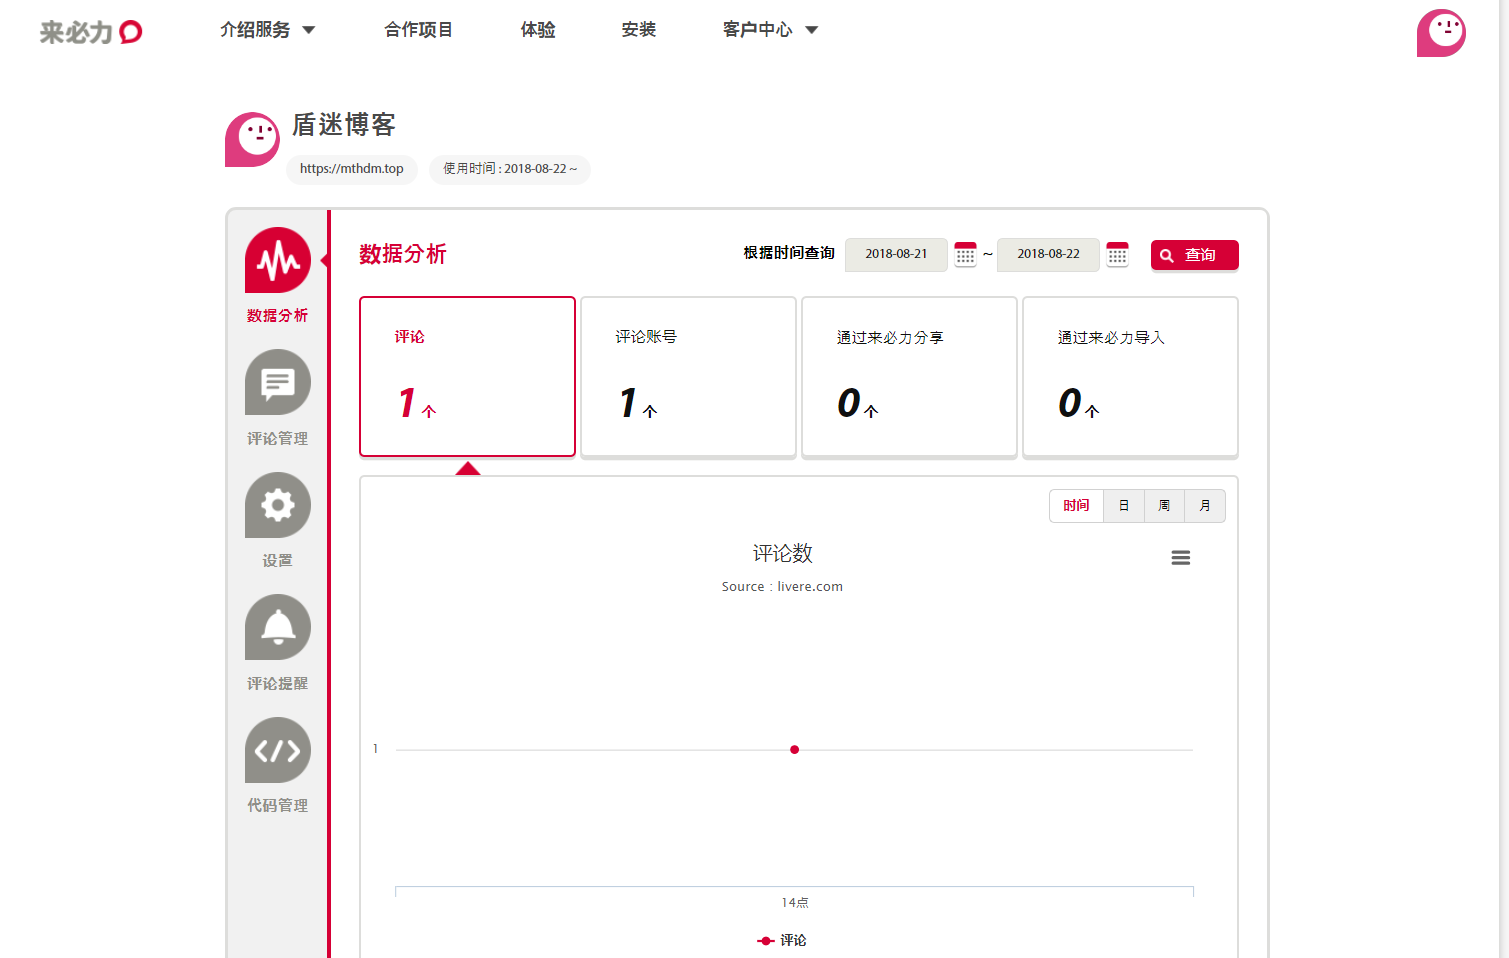 来必力
介绍服务 合作项目 体验 安装 客户中心
盾迷博客
https://mthdm.top 使用时间 : 2018-08-22 ~
数据分析
评论管理
设置
评论提醒
代码管理
数据分析 根据时间查询 2018-08-21 ~ 2018-08-22 查询
评论 评论账号 通过来必力分享 通过来必力导入
1 个 1 个 0 个 0 个
时间 日 周 月
评论数
Source : livere.com
1
14点
评论